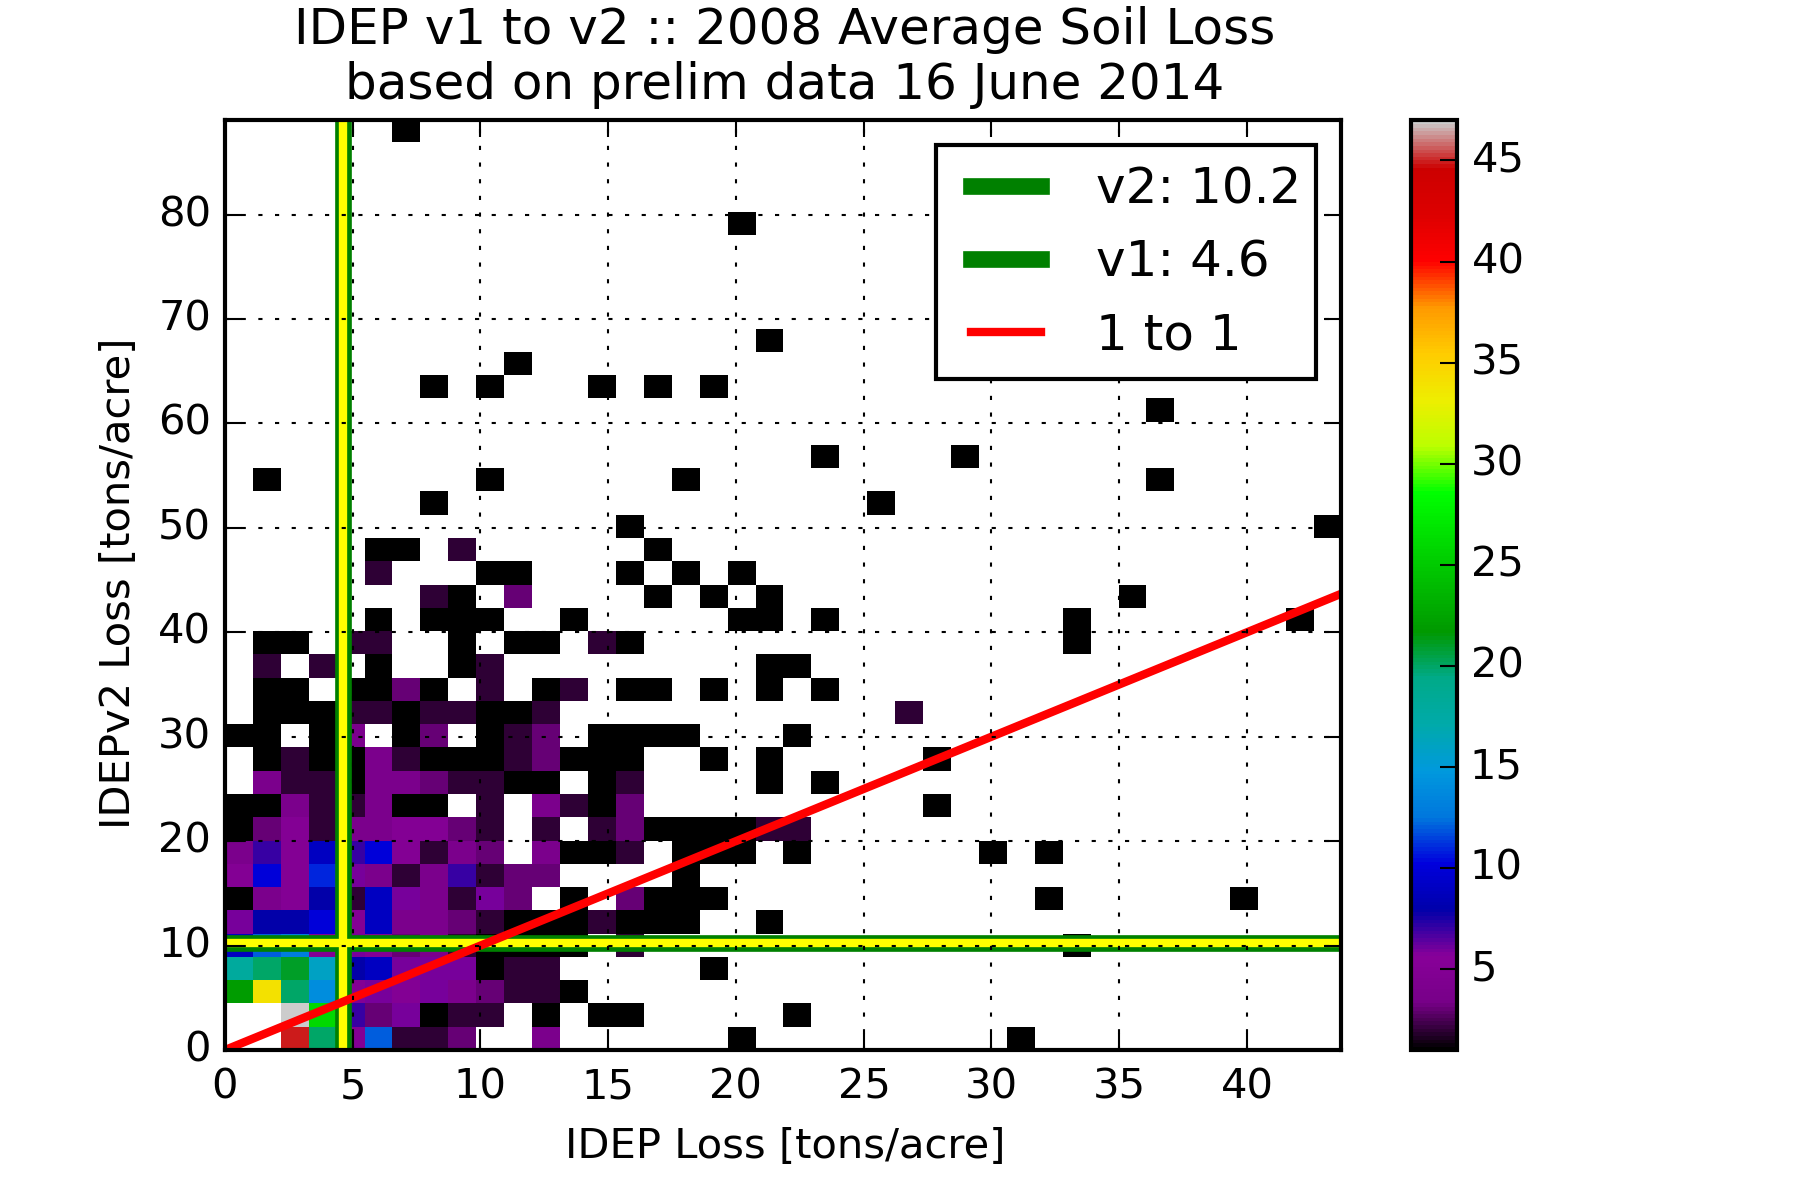 IDEP v1 to v2 :: 2008 Average Soil Loss
based on prelim data 16 June 2014
v2: 10.2
v1: 4.6
1 to 1
IDEPv2 Loss [tons/acre]
80
70
60
50
40
30
20
10
0
0 5 10 15 20 25 30 35 40
IDEP Loss [tons/acre]
45
40
35
30
25
20
15
10
5